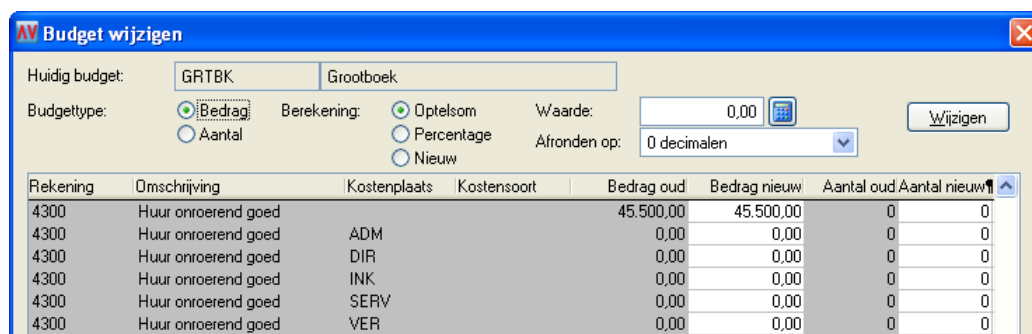 AV Budget wijzigen
Huidig budget: GRTBK Grootboek
Budgettype: Bedrag Berekening: Optelsom Waarde: 0,00 Wijzigen
Aantal Percentage Afronden op: 0 decimalen
Nieuw
Rekening Omschrijving Kostenplaats Kostensoort Bedrag oud Bedrag nieuw Aantal oud Aantal nieuw¶
4300 Huur onroerend goed 45.500,00 45.500,00 0 0
4300 Huur onroerend goed ADM 0,00 0,00 0 0
4300 Huur onroerend goed DIR 0,00 0,00 0 0
4300 Huur onroerend goed INK 0,00 0,00 0 0
4300 Huur onroerend goed SERV 0,00 0,00 0 0
4300 Huur onroerend goed VER 0,00 0,00 0 0